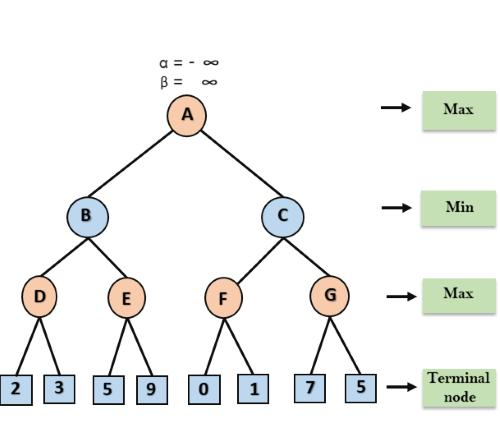 α = - ∞
β = ∞
A
Max
B
C
Min
D
E
F
G
Max
2
3
5
9
0
1
7
5
Terminal
node